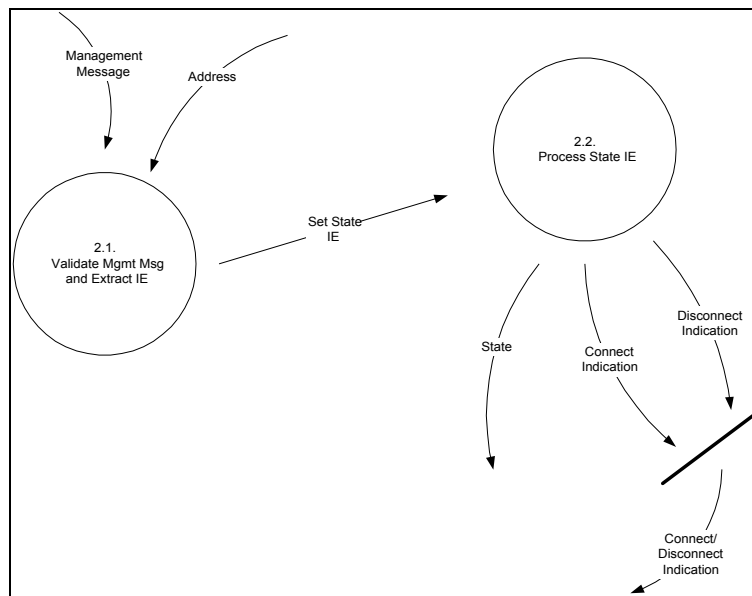 Management
Message
Address
2.1.
Validate Mgmt Msg
and Extract IE
Set State
IE
2.2.
Process State IE
State
Connect
Indication
Disconnect
Indication
Connect/
Disconnect
Indication